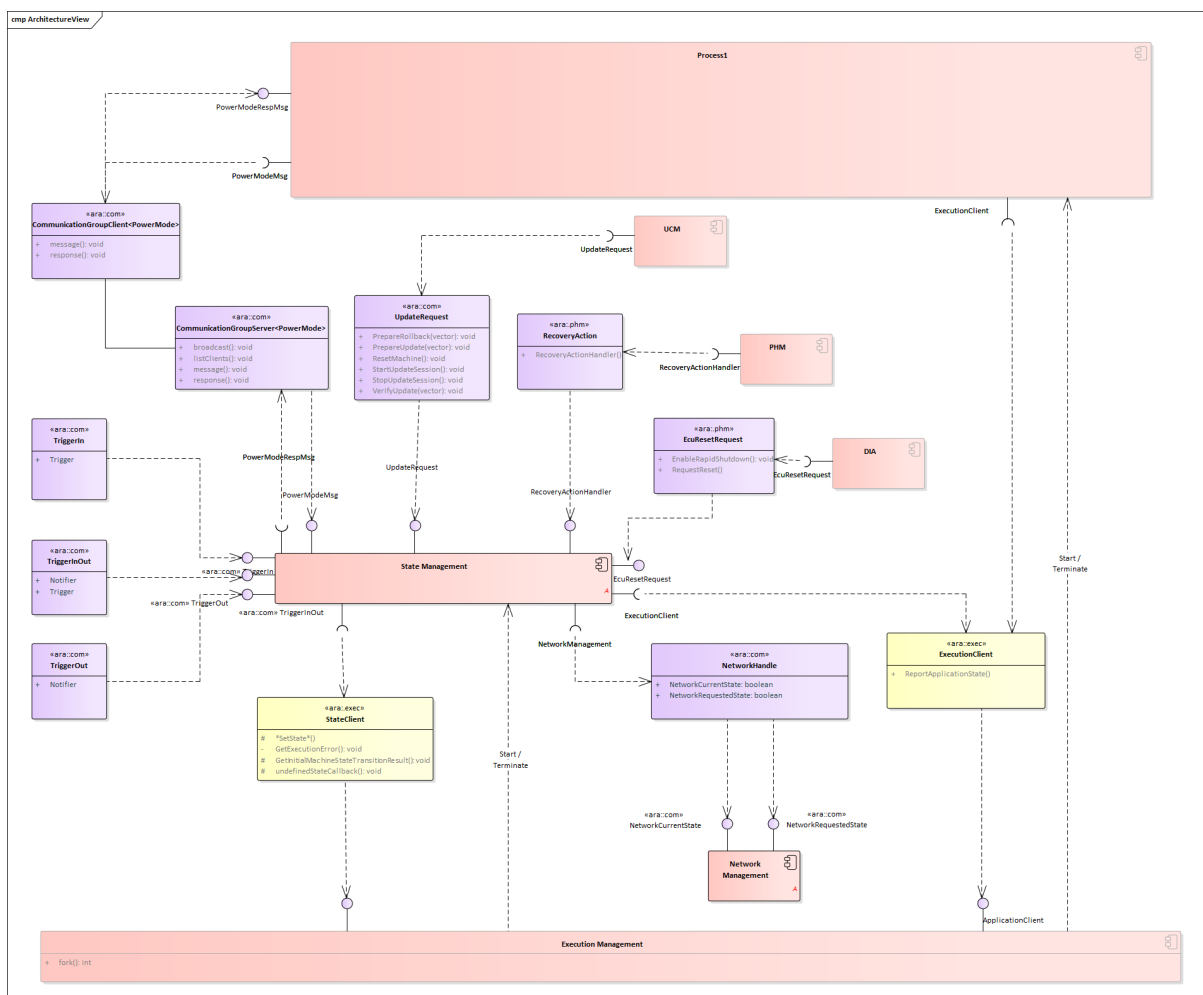 cmp ArchitectureView
Process1
PowerModeRespMsg
PowerModeMsg
ExecutionClient
«ara::com»
CommunicationGroupClient<PowerMode>
+ message(): void
+ response(): void
UCM
UpdateRequest
«ara::com»
CommunicationGroupServer<PowerMode>
+ broadcast(): void
+ listClients(): void
+ message(): void
+ response(): void
«ara::com»
UpdateRequest
+ PrepareRollback(vector): void
+ PrepareUpdate(vector): void
+ ResetMachine(): void
+ StartUpdateSession(): void
+ StopUpdateSession(): void
+ VerifyUpdate(vector): void
«ara::phm»
RecoveryAction
+ RecoveryActionHandler()
PHM
RecoveryActionHandler
«ara::com»
TriggerIn
+ Trigger
«ara::phm»
EcuResetRequest
+ EnableRapidShutdown(): void
+ RequestReset()
DIA
EcuResetRequest
PowerModeRespMsg
PowerModeMsg
UpdateRequest
RecoveryActionHandler
«ara::com»
TriggerInOut
+ Notifier
+ Trigger
«ara::com» TriggerIn
«ara::com» TriggerOut
«ara::com» TriggerInOut
State Management
A
EcuResetRequest
ExecutionClient
Start /
Terminate
«ara::com»
TriggerOut
+ Notifier
NetworkManagement
«ara::com»
NetworkHandle
+ NetworkCurrentState: boolean
+ NetworkRequestedState: boolean
«ara::exec»
ExecutionClient
+ ReportApplicationState()
«ara::exec»
StateClient
# *SetState*()
- GetExecutionError(): void
# GetInitialMachineStateTransitionResult(): void
# undefinedStateCallback(): void
Start /
Terminate
«ara::com»
NetworkCurrentState
«ara::com»
NetworkRequestedState
Network
Management
A
ApplicationClient
Execution Management
+ fork(): int